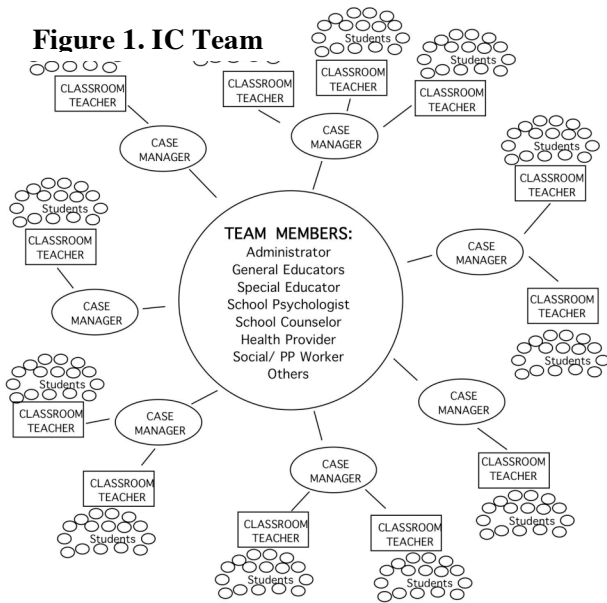 Figure 1. IC Team
Students
Students
CLASSROOM
TEACHER
CLASSROOM
TEACHER
CLASSROOM
TEACHER
CLASSROOM
TEACHER
CASE
MANAGER
CASE
MANAGER
Students
CLASSROOM
TEACHER
Students
CLASSROOM
TEACHER
CASE
MANAGER
TEAM MEMBERS:
Administrator
General Educators
Special Educator
School Psychologist
School Counselor
Health Provider
Social/ PP Worker
Others
CASE
MANAGER
CLASSROOM
TEACHER
Students
Students
CLASSROOM
TEACHER
CASE
MANAGER
CASE
MANAGER
CLASSROOM
TEACHER
Students
CASE
MANAGER
CLASSROOM
TEACHER
Students
CLASSROOM
TEACHER
Students
CLASSROOM
TEACHER
Students